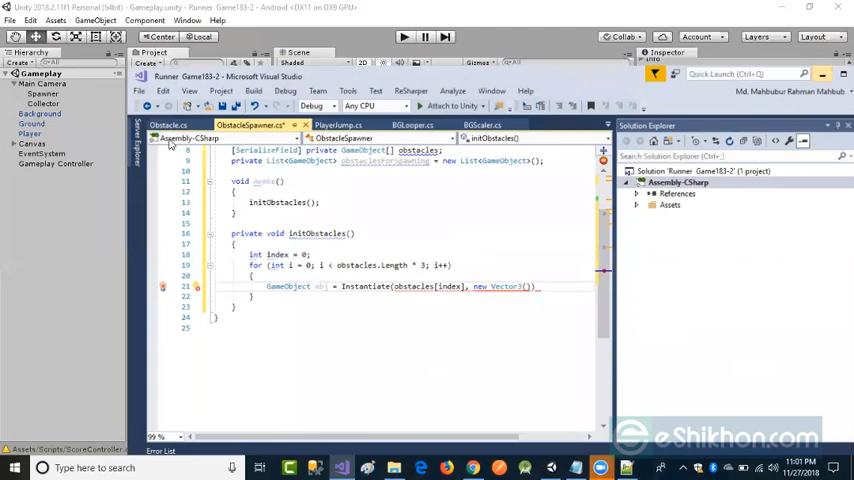 Unity 2018.2.11f1 Personal (64bit) - Gameplay.unity - Runner Game183-2 - Android <DX11 on DX9 GPU>
File Edit Assets GameObject Component Window Help
Center Local Collab Account Layers Layout
Hierarchy Project Scene Inspector
Create Create 2D Info
Gameplay
Main Camera
Spawner
Collector
Background
Ground
Player
Canvas
EventSystem
Gameplay Controller
Assets/Scripts/ScoreController.
Runner Game183-2 - Microsoft Visual Studio
Quick Launch (Ctrl+Q)
File Edit View Project Build Debug Team Tools Test ReSharper Analyze Window Help
Md. Mahbubur Rahman Mahbub
Debug Any CPU Attach to Unity
Server Explorer
Obstacle.cs ObstacleSpawner.cs* PlayerJump.cs BGLooper.cs BGScaler.cs
Assembly-CSharp ObstacleSpawner initObstacles()
8 [SerializeField] private GameObject[] obstacles;
9 private List<GameObject> obstaclesForSpawning = new List<GameObject>();
10
11 void Awake()
12 {
13 initObstacles();
14 }
15
16 private void initObstacles()
17 {
18 int index = 0;
19 for (int i = 0; i < obstacles.Length * 3; i++)
20 {
21 GameObject obj = Instantiate(obstacles[index], new Vector3())
22 }
23 }
24 }
25
99 %
Error List
Solution Explorer
Search Solution Explorer (Ctrl+;)
Solution 'Runner Game183-2' (1 project)
Assembly-CSharp
References
Assets
eShikhon.com
Type here to search
11:01 PM
11/27/2018